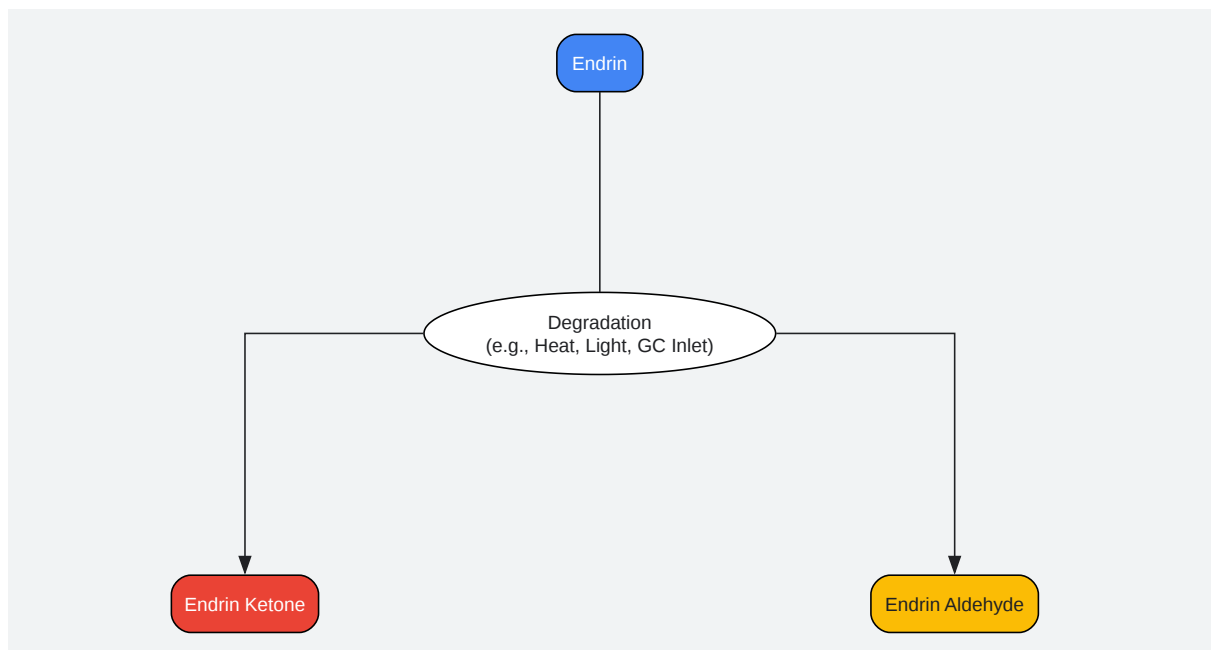 Endrin
Degradation
(e.g., Heat, Light, GC Inlet)
Endrin Ketone
Endrin Aldehyde